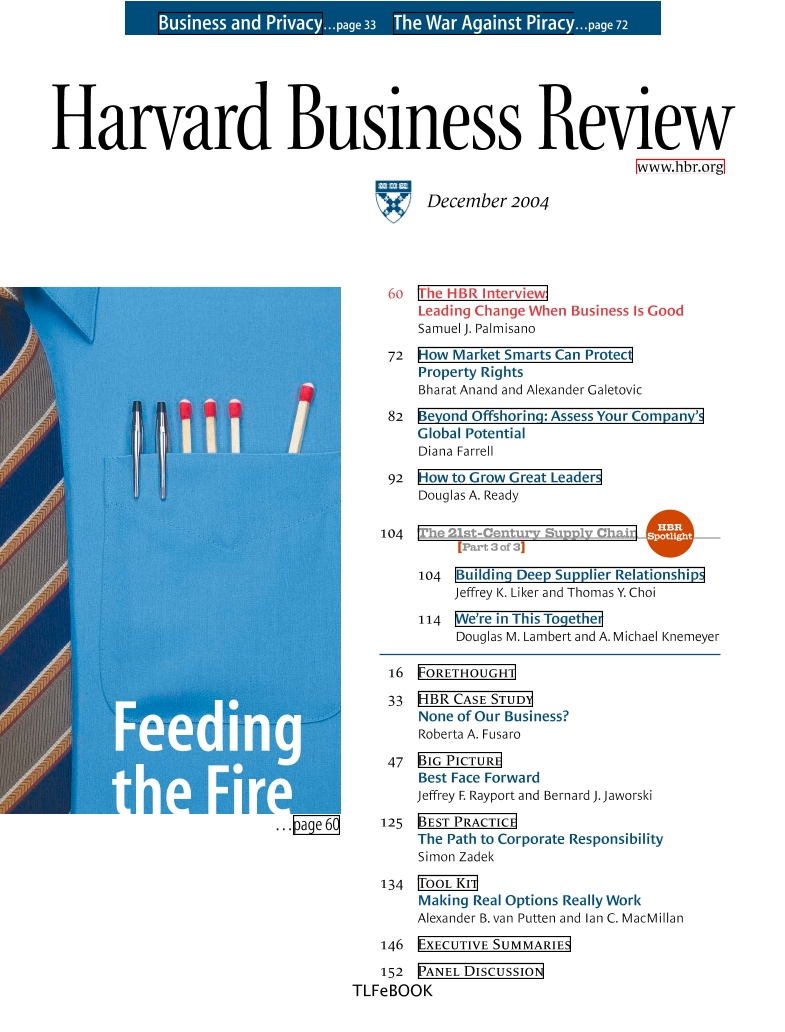 Business and Privacy...page 33 The War Against Piracy...page 72
Harvard Business Review
www.hbr.org
December 2004
60 The HBR Interview:
Leading Change When Business Is Good
Samuel J. Palmisano
72 How Market Smarts Can Protect
Property Rights
Bharat Anand and Alexander Galetovic
82 Beyond Offshoring: Assess Your Company's
Global Potential
Diana Farrell
92 How to Grow Great Leaders
Douglas A. Ready
104 The 21st-Century Supply Chain
[Part 3 of 3]
HBR
Spotlight
104 Building Deep Supplier Relationships
Jeffrey K. Liker and Thomas Y. Choi
114 We're in This Together
Douglas M. Lambert and A. Michael Knemeyer
16 FORETHOUGHT
33 HBR CASE STUDY
None of Our Business?
Roberta A. Fusaro
47 BIG PICTURE
Best Face Forward
Jeffrey F. Rayport and Bernard J. Jaworski
125 BEST PRACTICE
The Path to Corporate Responsibility
Simon Zadek
134 TOOL KIT
Making Real Options Really Work
Alexander B. van Putten and Ian C. MacMillan
146 EXECUTIVE SUMMARIES
152 PANEL DISCUSSION
Feeding
the Fire
...page 60
TLFeBOOK